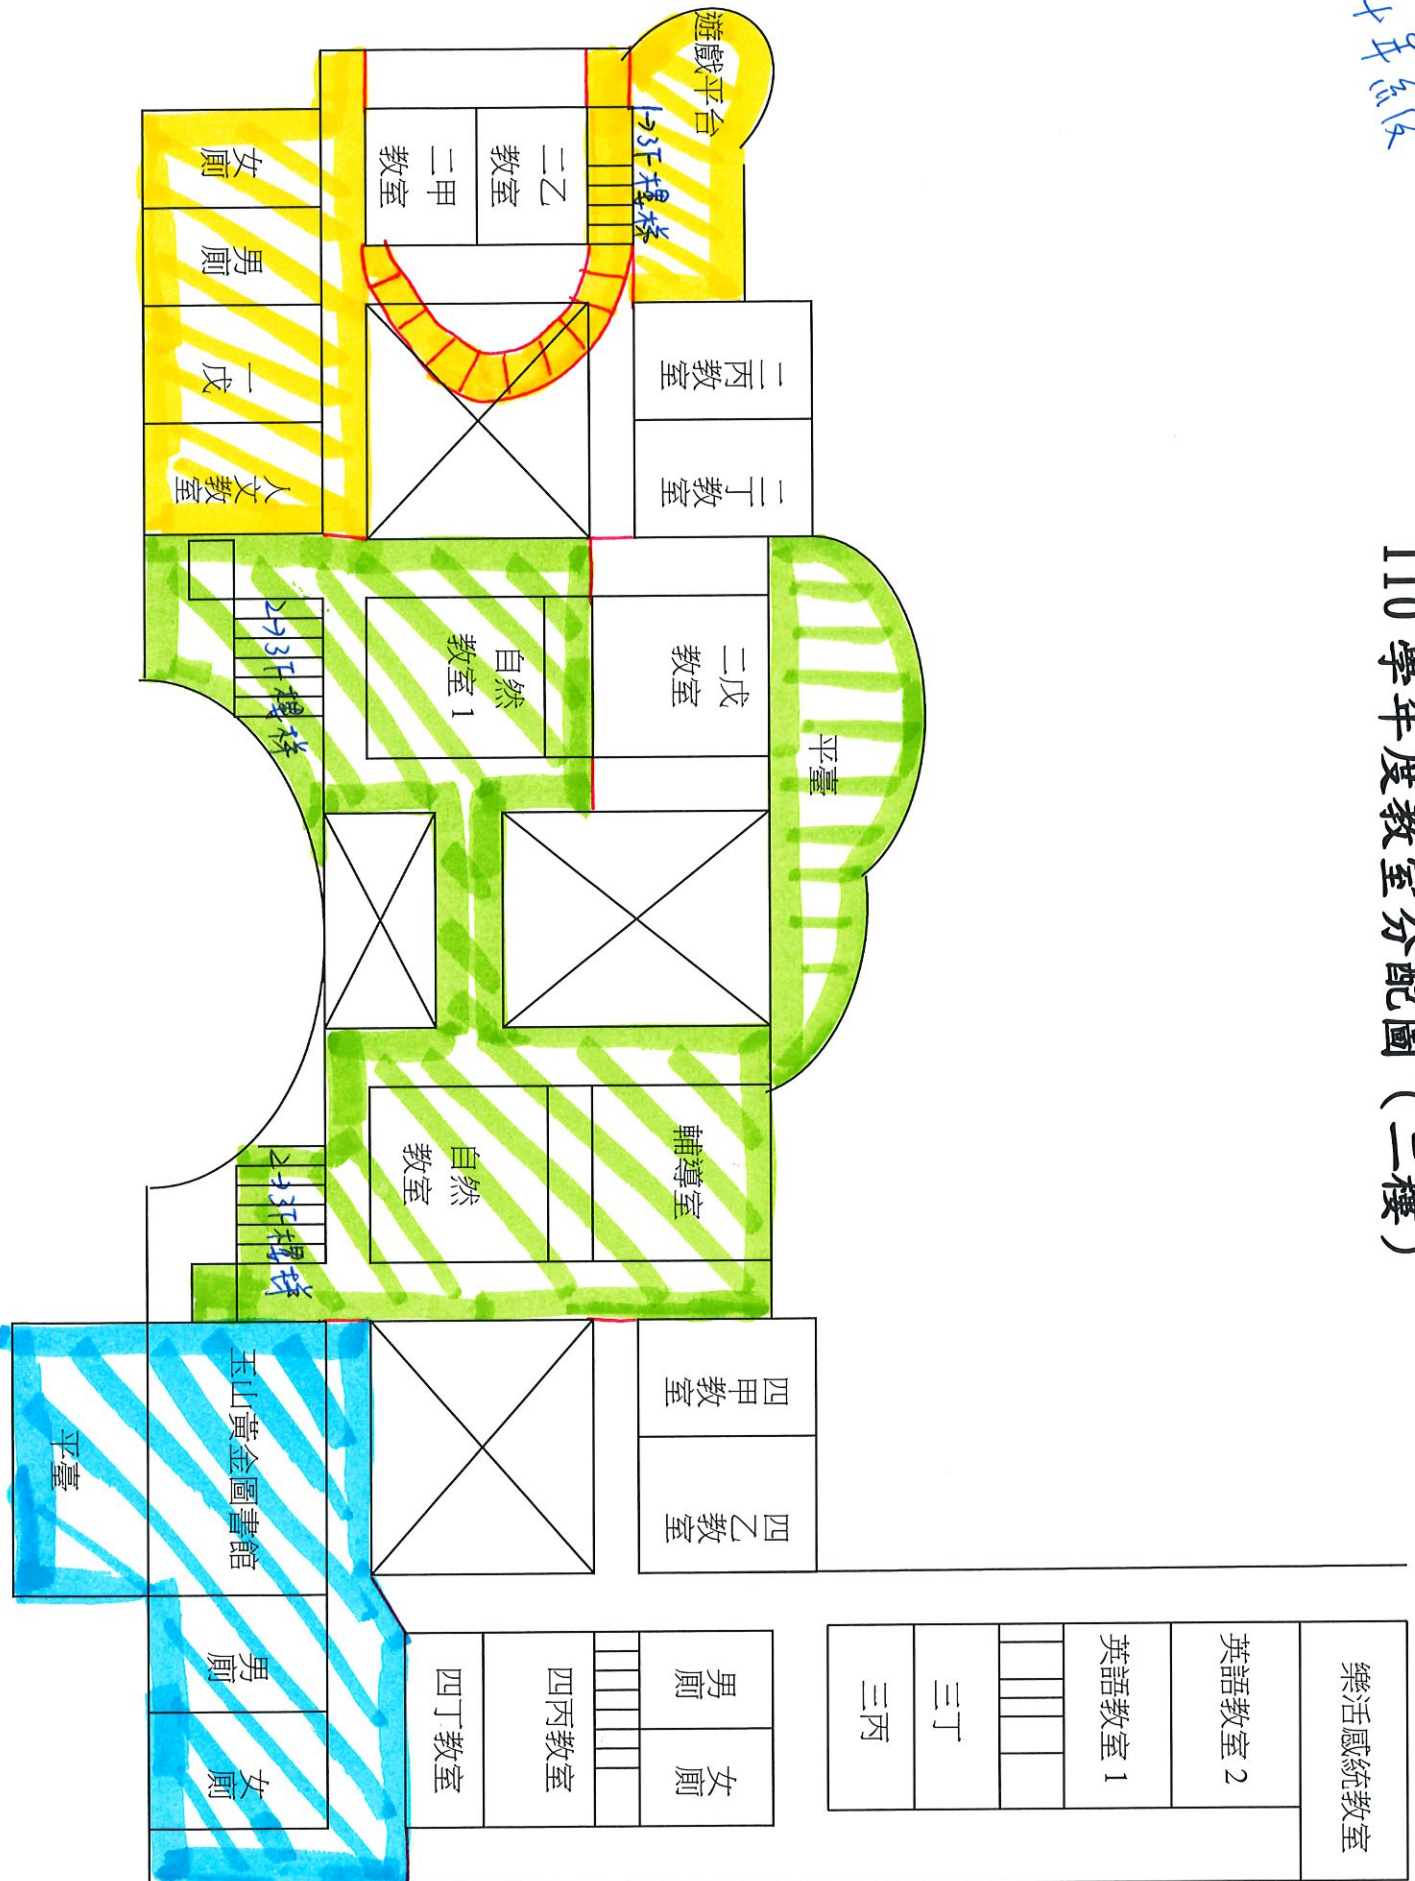 110 學年度教室分配圖（二樓）
遊戲平台
1→3F樓梯
二乙
教室
二甲
教室
女廁
男廁
一戊
人文教室
二丙教室
二丁教室
平臺
二戊
教室
自然
教室 1
2→3F樓梯
輔導室
自然
教室
2→3F樓梯
四甲教室
四乙教室
玉山黃金圖書館
平臺
男廁
女廁
樂活感統教室
英語教室 2
英語教室 1
三丁
三丙
男廁
女廁
四丙教室
四丁教室